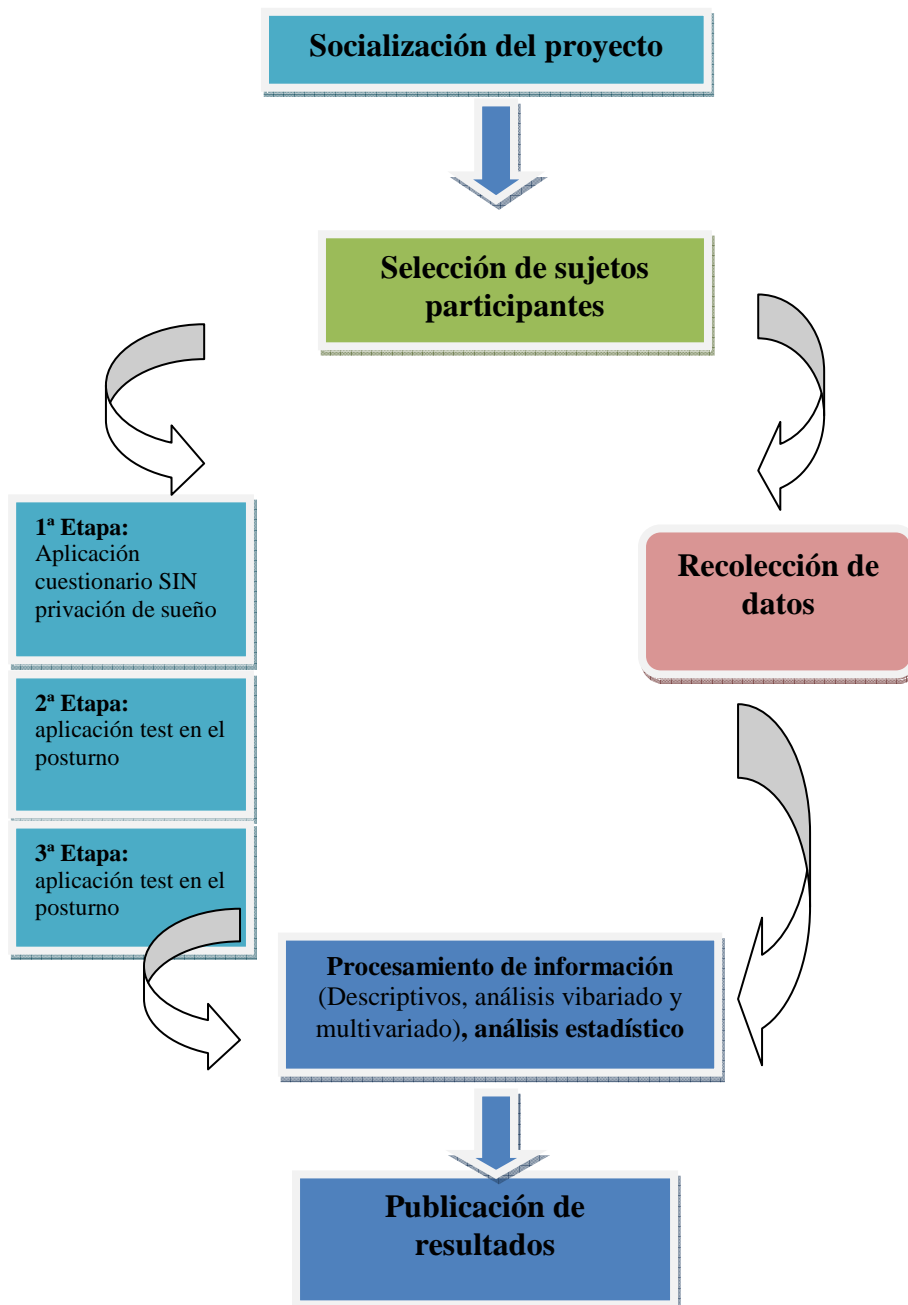 Socialización del proyecto
Selección de sujetos
participantes
1ª Etapa:
Aplicación
cuestionario SIN
privación de sueño
2ª Etapa:
aplicación test en el
posturno
3ª Etapa:
aplicación test en el
posturno
Recolección de
datos
Procesamiento de información
(Descriptivos, análisis vibariado y
multivariado), análisis estadístico
Publicación de
resultados